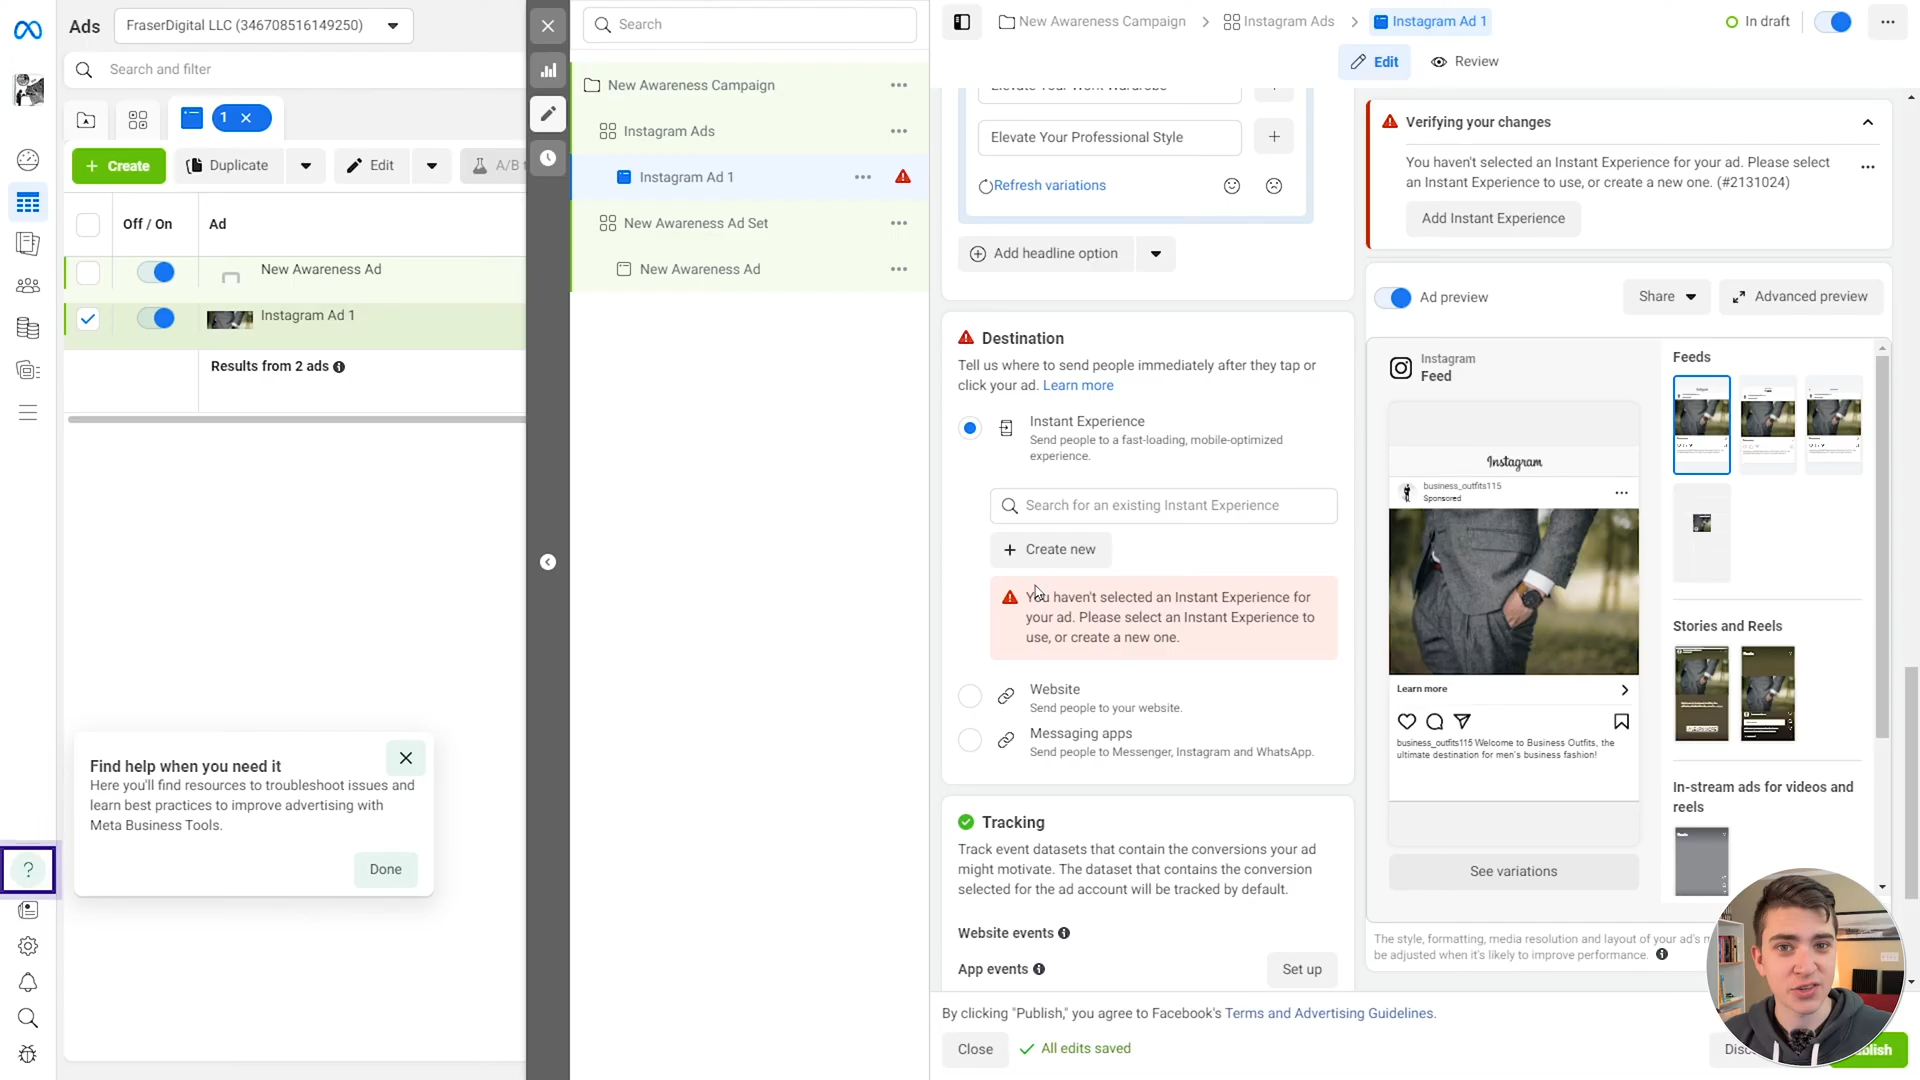 Ads
FraserDigital LLC (346708516149250)
Search and filter
1
Create
Duplicate
Edit
A/B t
Off / On
Ad
New Awareness Ad
Instagram Ad 1
Results from 2 ads
Find help when you need it
Here you'll find resources to troubleshoot issues and
learn best practices to improve advertising with
Meta Business Tools.
Done
?
Search
New Awareness Campaign
Instagram Ads
Instagram Ad 1
New Awareness Ad Set
New Awareness Ad
New Awareness Campaign
Instagram Ads
Instagram Ad 1
In draft
Edit
Review
Elevate Your Work Wardrobe
Elevate Your Professional Style
Refresh variations
Add headline option
Destination
Tell us where to send people immediately after they tap or
click your ad. Learn more
Instant Experience
Send people to a fast-loading, mobile-optimized
experience.
Search for an existing Instant Experience
Create new
You haven't selected an Instant Experience for
your ad. Please select an Instant Experience to
use, or create a new one.
Website
Send people to your website.
Messaging apps
Send people to Messenger, Instagram and WhatsApp.
Tracking
Track event datasets that contain the conversions your ad
might motivate. The dataset that contains the conversion
selected for the ad account will be tracked by default.
Website events
App events
Set up
Verifying your changes
You haven't selected an Instant Experience for your ad. Please select
an Instant Experience to use, or create a new one. (#2131024)
Add Instant Experience
Ad preview
Share
Advanced preview
Instagram
Feed
Instagram
business_outfits115
Sponsored
Learn more
business_outfits115 Welcome to Business Outfits, the
ultimate destination for men's business fashion!
See variations
Feeds
Stories and Reels
In-stream ads for videos and
reels
The style, formatting, media resolution and layout of your ad's
be adjusted when it's likely to improve performance.
By clicking "Publish," you agree to Facebook's Terms and Advertising Guidelines.
Close
All edits saved
Disc
blish